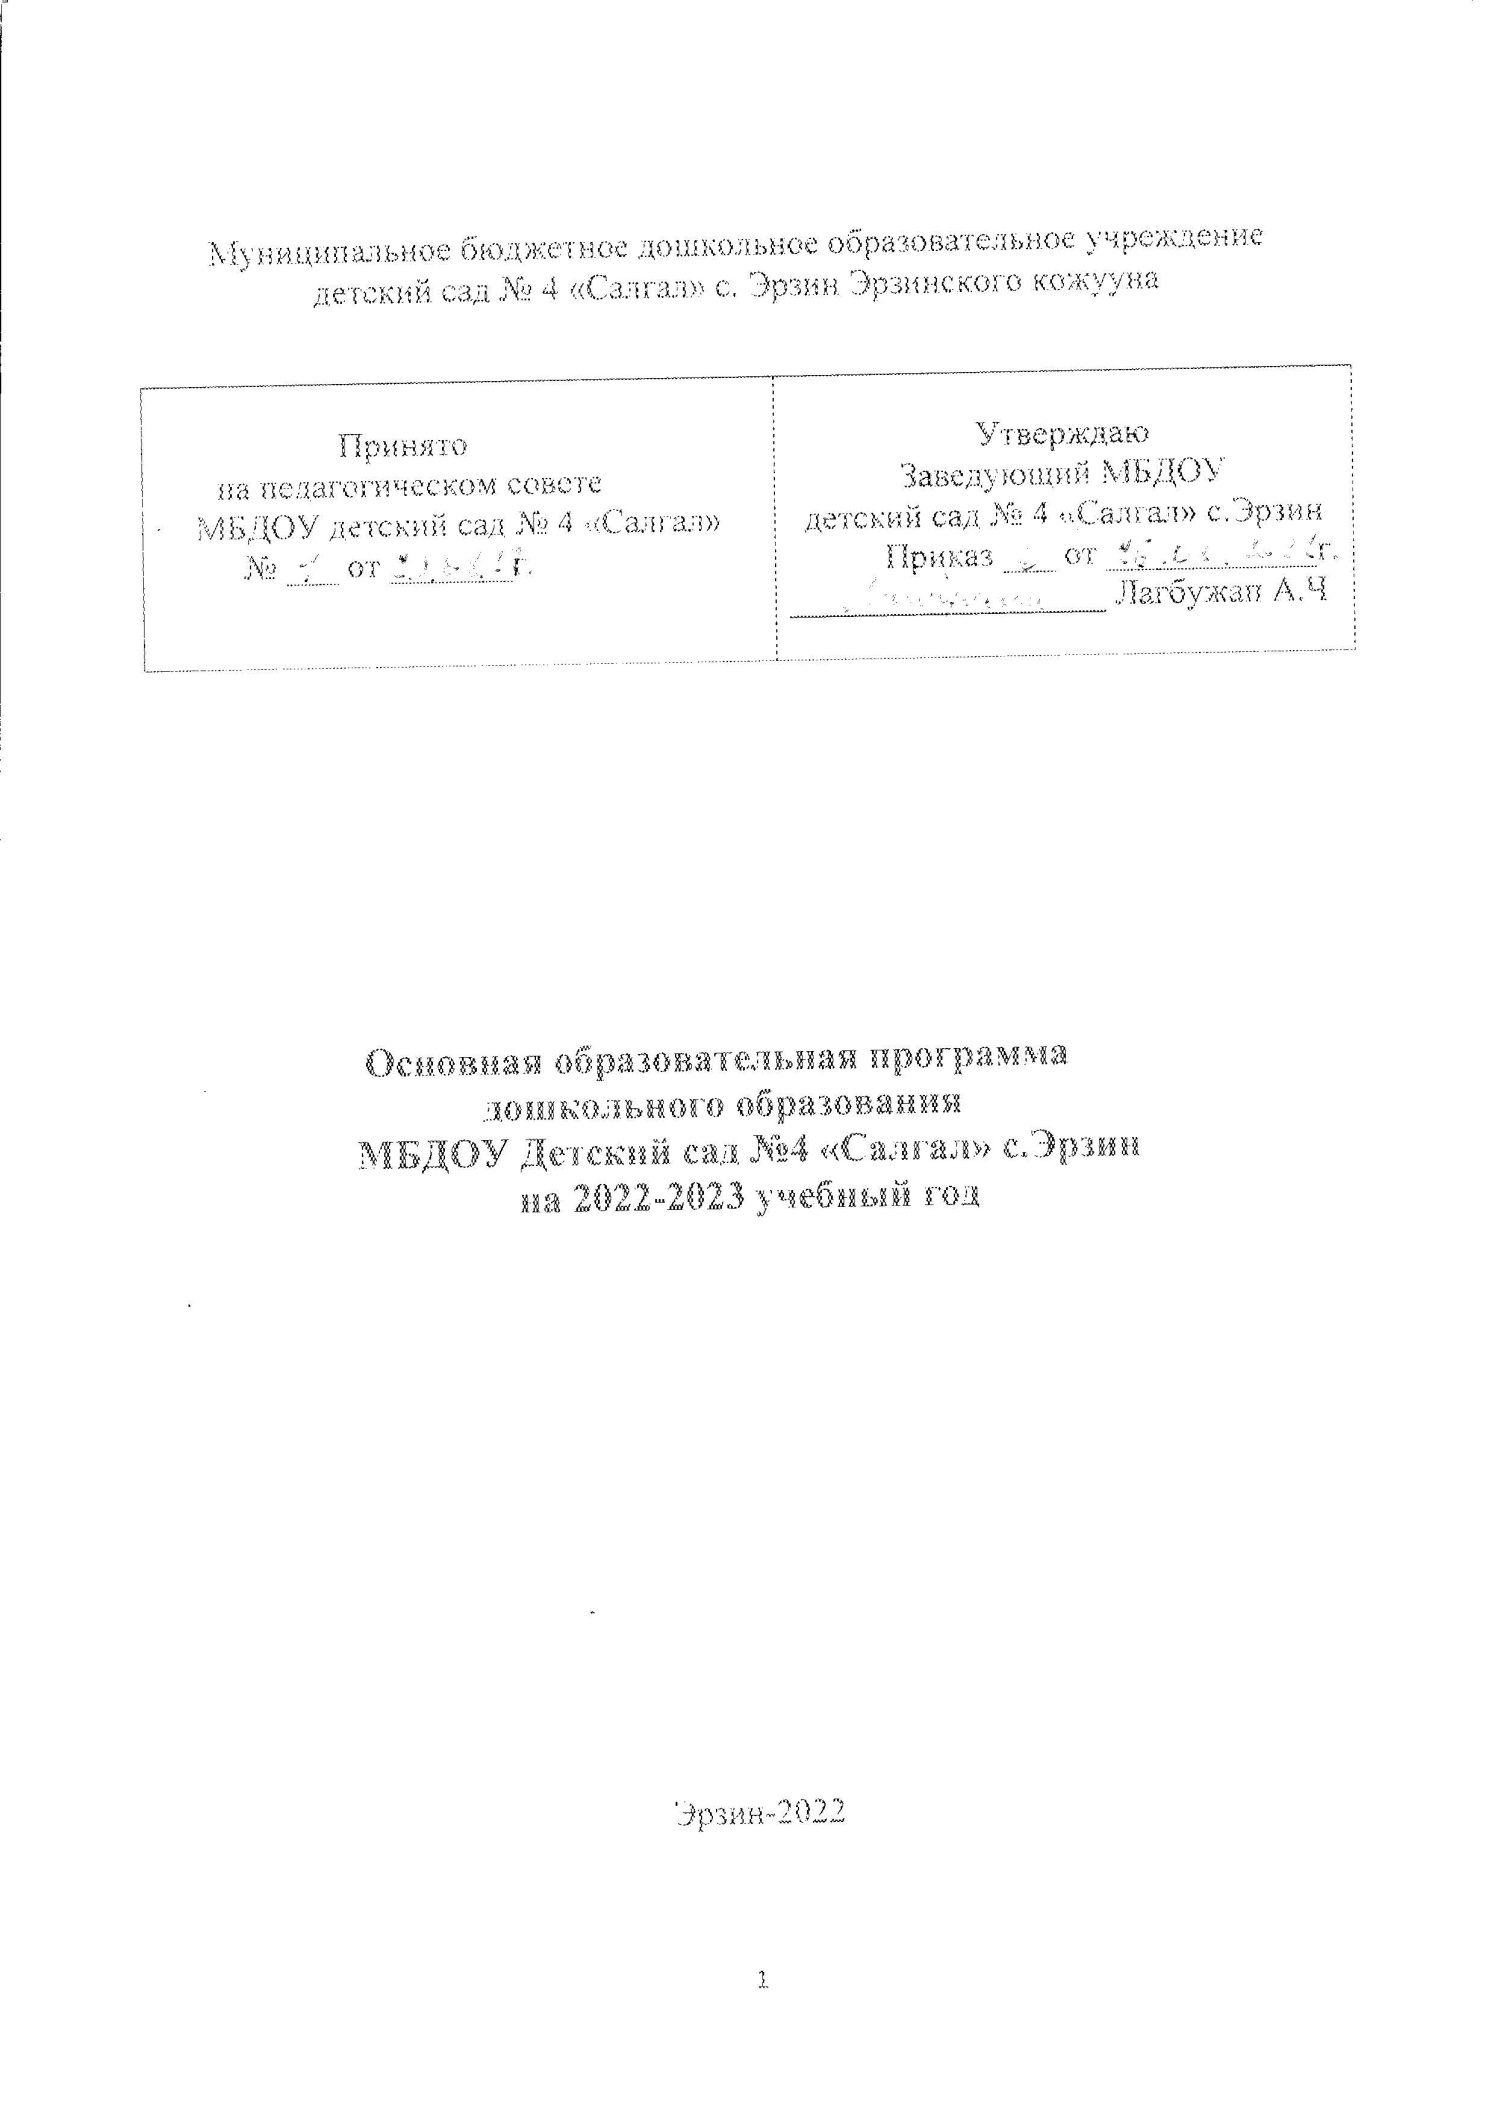 Муниципальное бюджетное дошкольное образовательное учреждение
детский сад № 4 «Салгал» с. Эрзин Эрзинского кожууна
Принято
на педагогическом совете
МБДОУ детский сад № 4 «Салгал»
№ от г.
Утверждаю
Заведующий МБДОУ
детский сад № 4 «Салгал» с.Эрзин
Приказ от г.
Лагбужап А.Ч
Основная образовательная программа
дошкольного образования
МБДОУ Детский сад №4 «Салгал» с.Эрзин
на 2022-2023 учебный год
Эрзин-2022
1